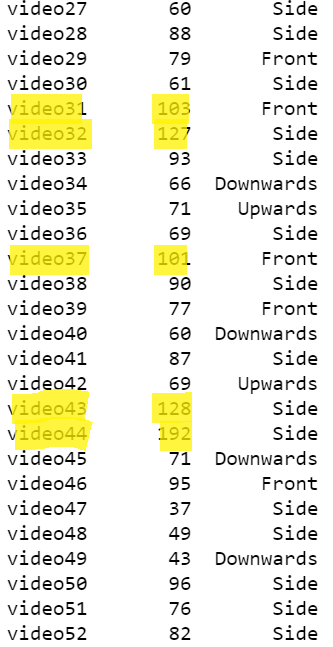 video27 60 Side
video28 88 Side
video29 79 Front
video30 61 Side
video31 103 Front
video32 127 Side
video33 93 Side
video34 66 Downwards
video35 71 Upwards
video36 69 Side
video37 101 Front
video38 90 Side
video39 77 Front
video40 60 Downwards
video41 87 Side
video42 69 Upwards
video43 128 Side
video44 192 Side
video45 71 Downwards
video46 95 Front
video47 37 Side
video48 49 Side
video49 43 Downwards
video50 96 Side
video51 76 Side
video52 82 Side